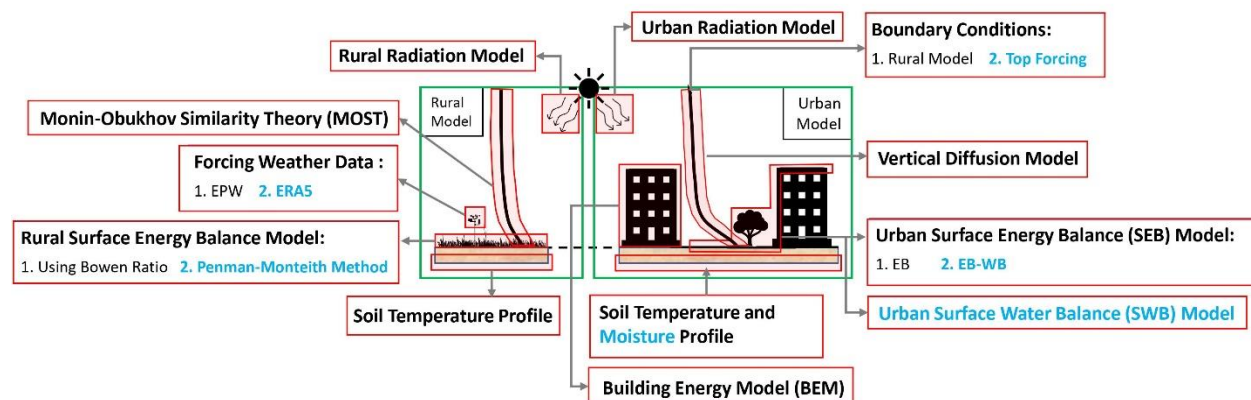 Urban Radiation Model
Boundary Conditions:
1. Rural Model 2. Top Forcing
Rural Radiation Model
Rural
Model
Urban
Model
Monin-Obukhov Similarity Theory (MOST)
Forcing Weather Data :
1. EPW 2. ERA5
Vertical Diffusion Model
Rural Surface Energy Balance Model:
1. Using Bowen Ratio 2. Penman-Monteith Method
Urban Surface Energy Balance (SEB) Model:
1. EB 2. EB-WB
Soil Temperature Profile
Soil Temperature and
Moisture Profile
Urban Surface Water Balance (SWB) Model
Building Energy Model (BEM)